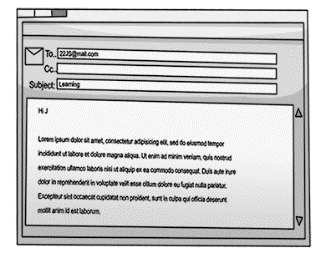 To... 22JS@mail.com
Cc...
Subject: Learning
Hi J
Lorem ipsum dolor sit amet, consectetur adipisicing elit, sed do eiusmod tempor
incididunt ut labore et dolore magna aliqua. Ut enim ad minim veniam, quis nostrud
exercitation ullamco laboris nisi ut aliquip ex ea commodo consequat. Duis aute irure
dolor in reprehenderit in voluptate velit esse cillum dolore eu fugiat nulla pariatur.
Excepteur sint occaecat cupidatat non proident, sunt in culpa qui officia deserunt
mollit anim id est laborum.